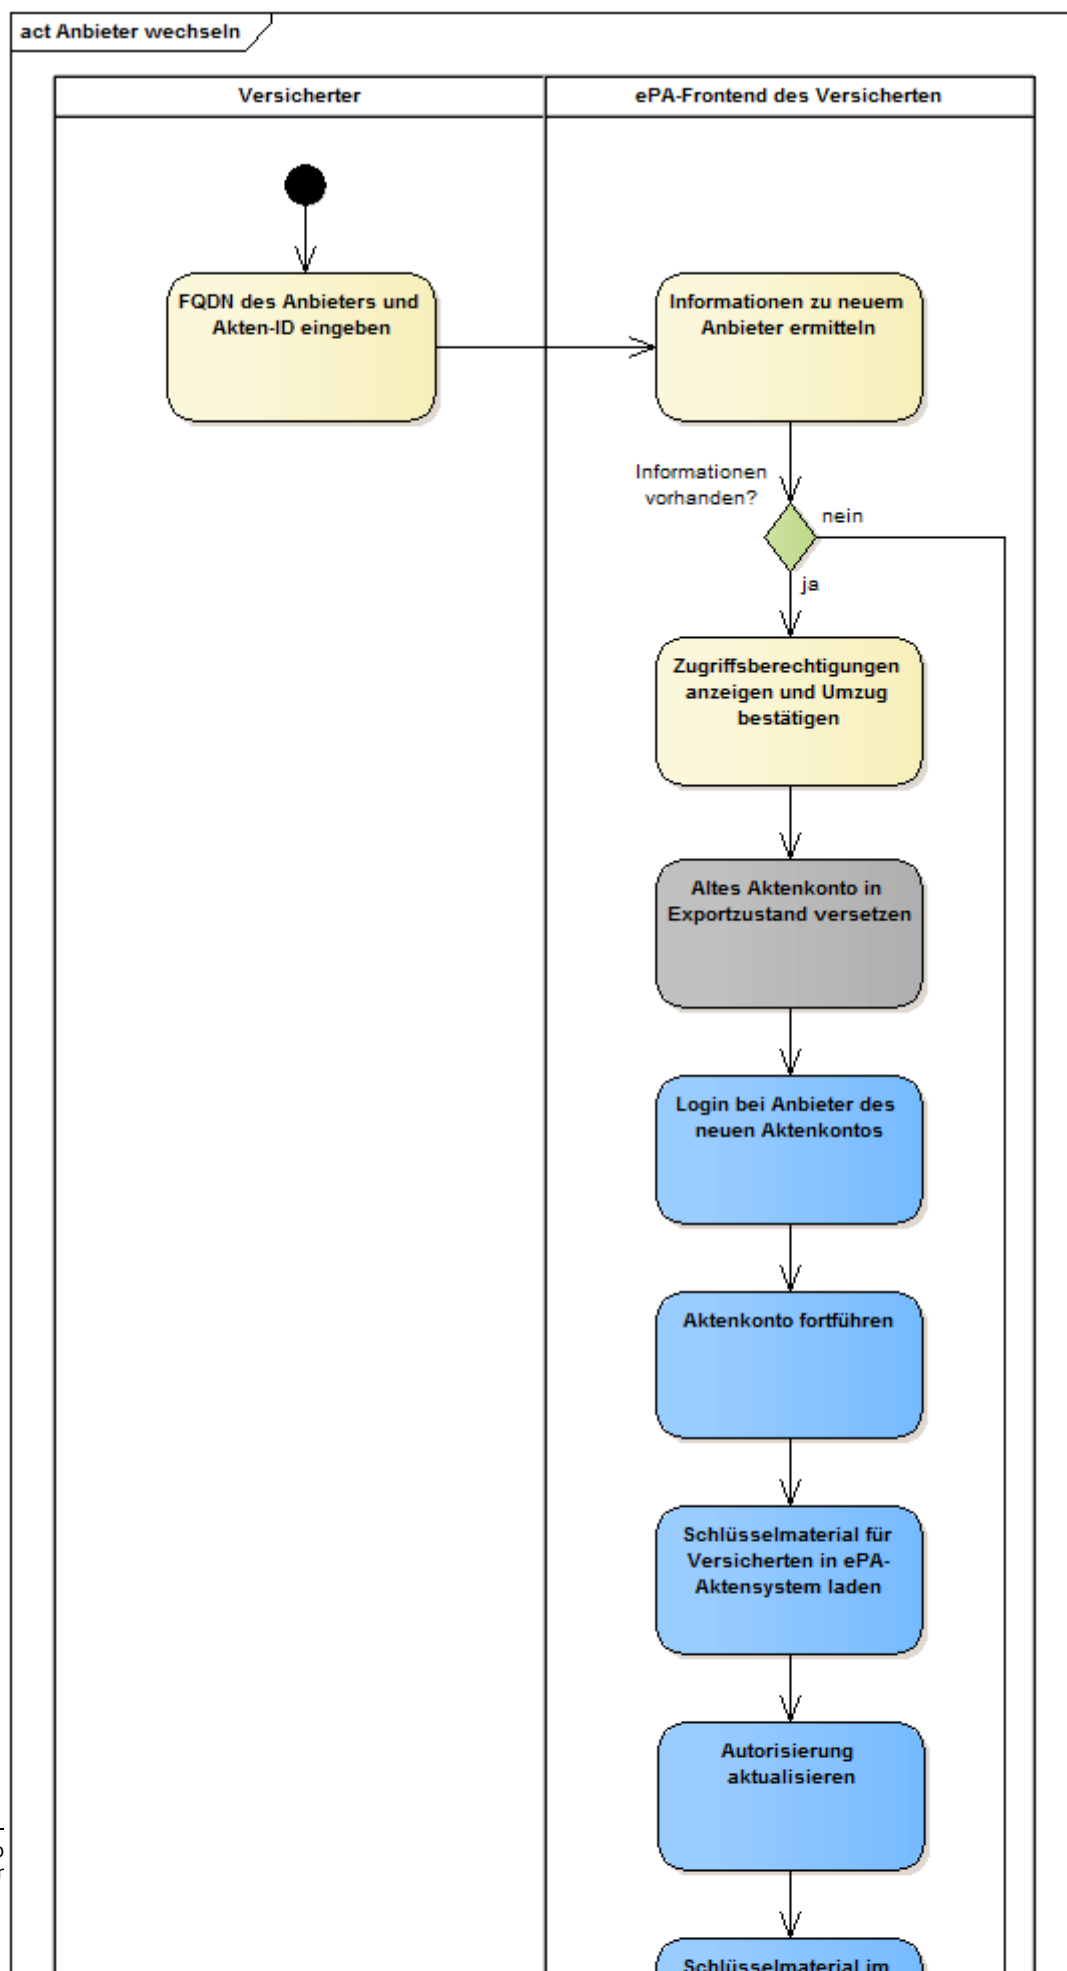 act Anbieter wechseln
Versicherter
ePA-Frontend des Versicherten
FQDN des Anbieters und
Akten-ID eingeben
Informationen zu neuem
Anbieter ermitteln
Informationen
vorhanden?
nein
ja
Zugriffsberechtigungen
anzeigen und Umzug
bestätigen
Altes Aktenkonto in
Exportzustand versetzen
Login bei Anbieter des
neuen Aktenkontos
Aktenkonto fortführen
Schlüsselmaterial für
Versicherten in ePA-
Aktensystem laden
Autorisierung
aktualisieren
Schlüsselmaterial im